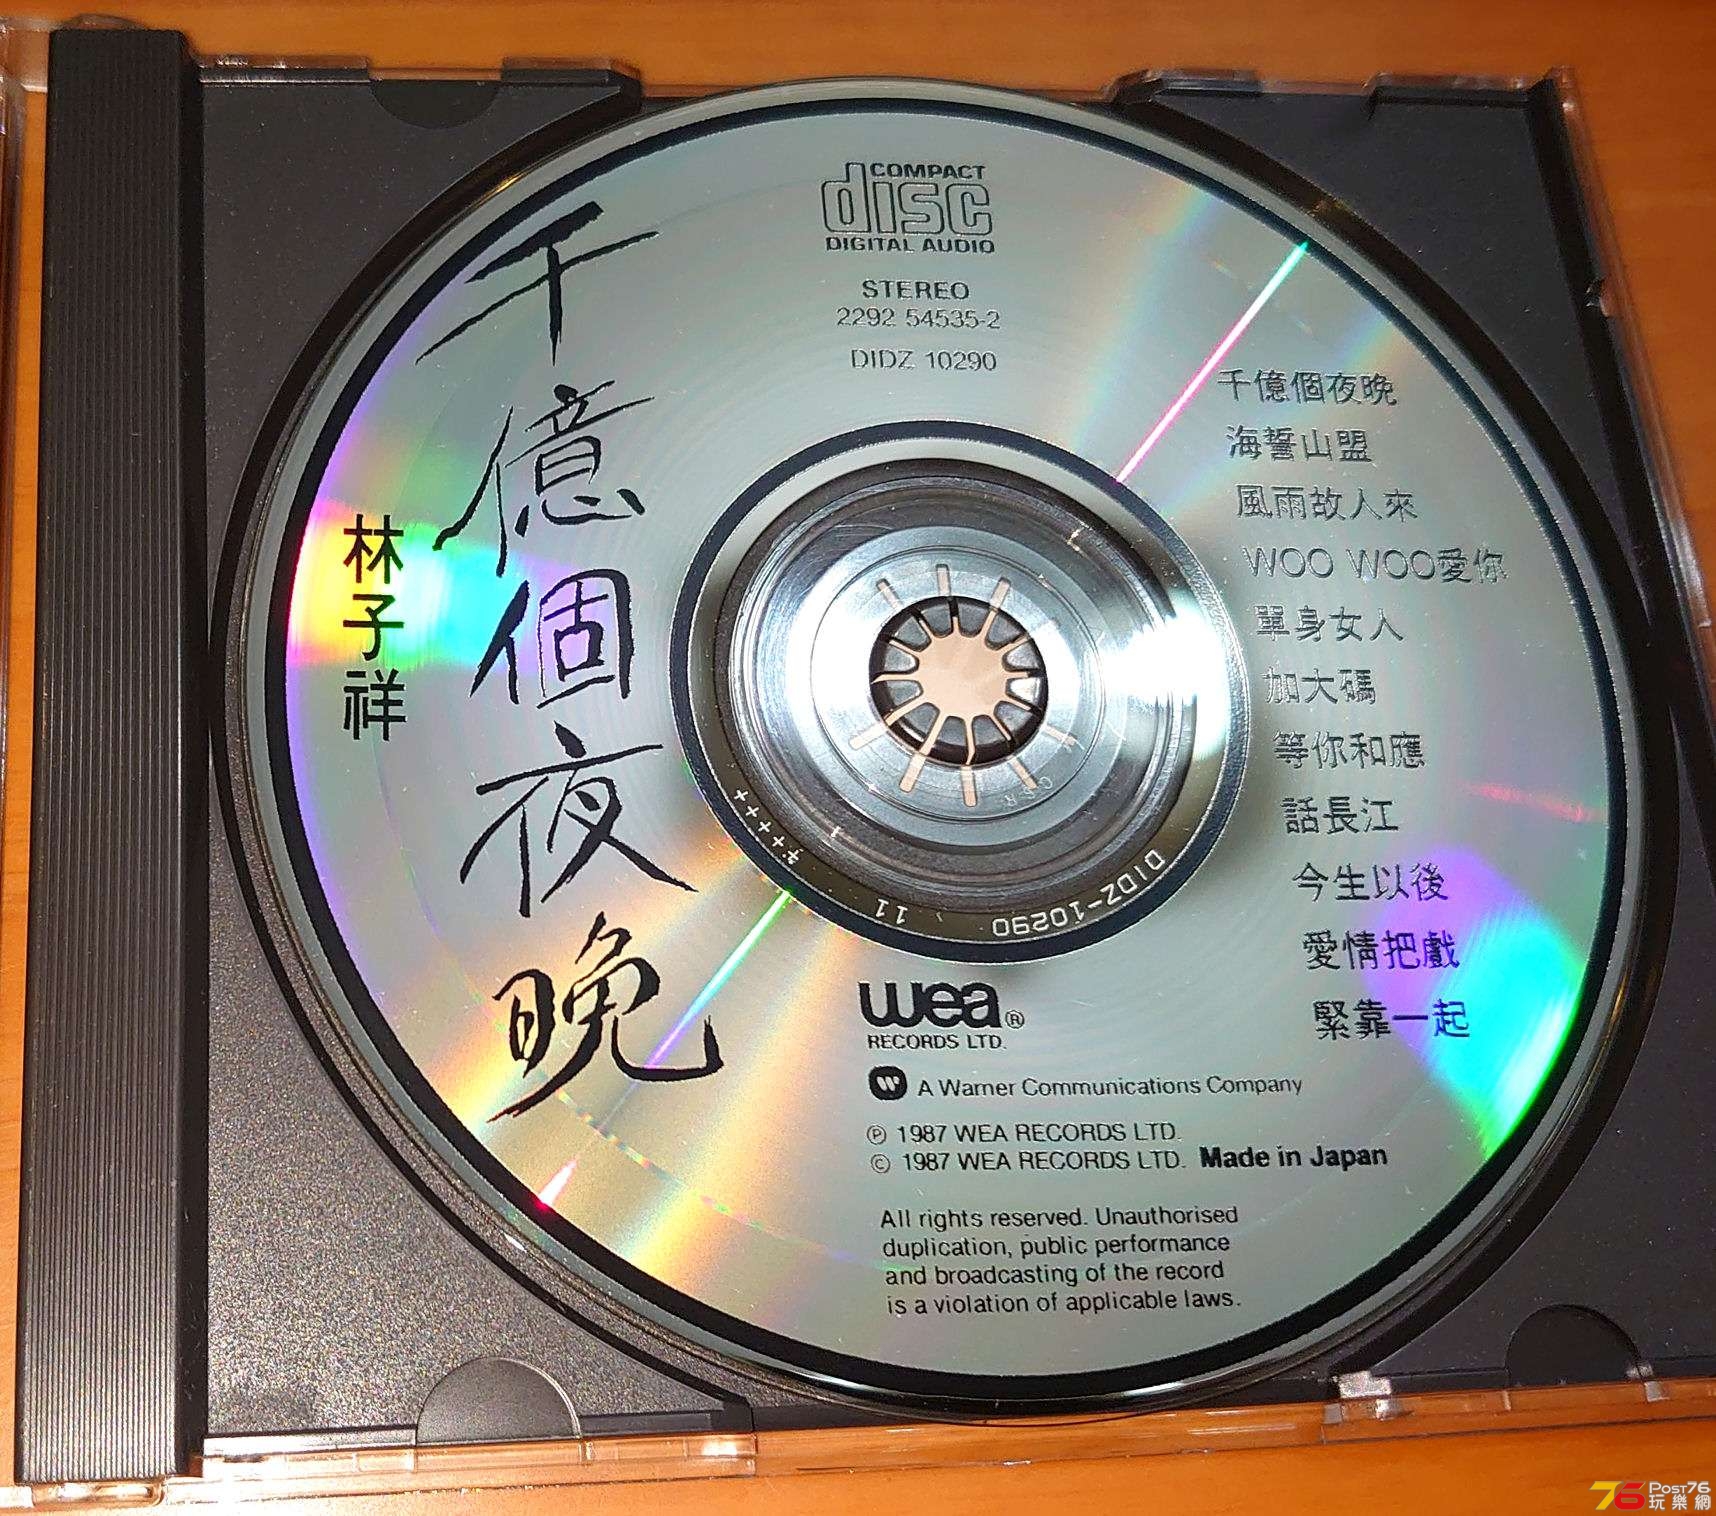 COMPACT
disc
DIGITAL AUDIO
STEREO
2292 54535-2
DIDZ 10290
千億個夜晚
林子祥
千億個夜晚
海誓山盟
風雨故人來
WOO WOO愛你
單身女人
加大碼
等你和應
話長江
今生以後
愛情把戲
緊靠一起
DIDZ-10290 11 +++++
wea®
RECORDS LTD.
A Warner Communications Company
℗ 1987 WEA RECORDS LTD.
© 1987 WEA RECORDS LTD. Made in Japan
All rights reserved. Unauthorised
duplication, public performance
and broadcasting of the record
is a violation of applicable laws.
76 Post76
玩樂網